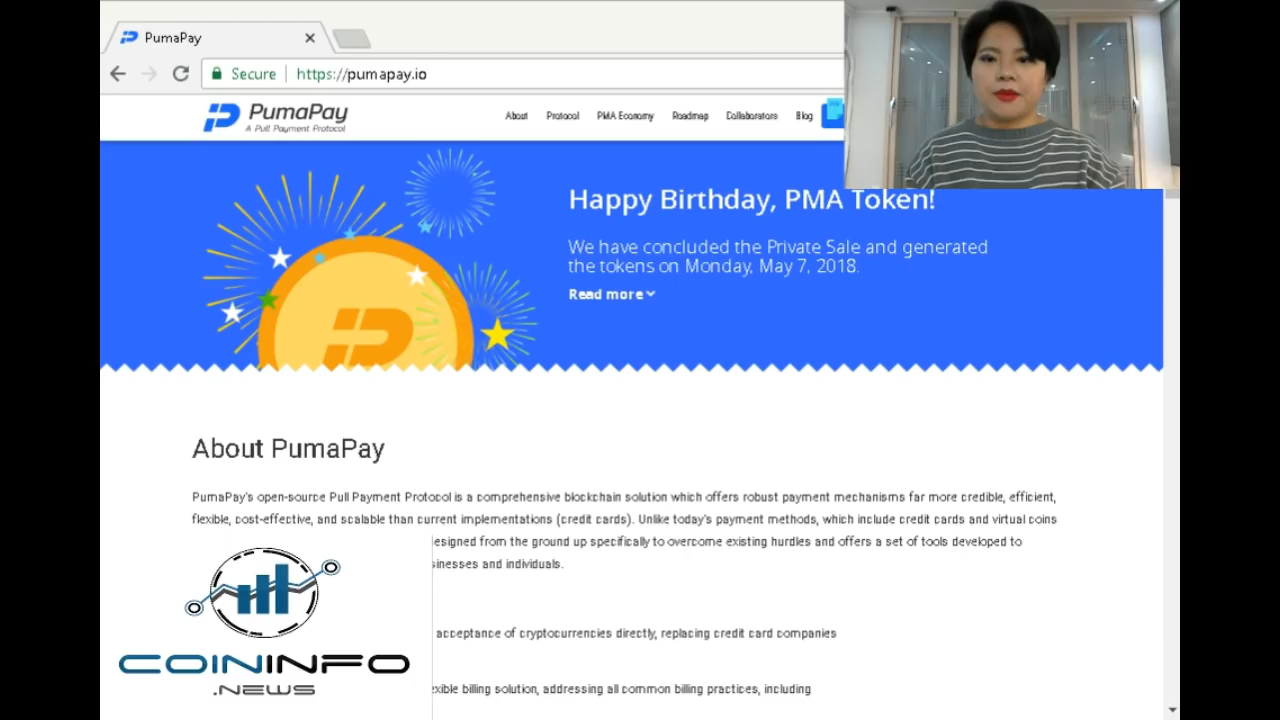 PumaPay
Secure
https://pumapay.io
PumaPay
A Pull Payment Protocol
About Protocol PMA Economy Roadmap Collaborators Blog
Happy Birthday, PMA Token!
We have concluded the Private Sale and generated
the tokens on Monday, May 7, 2018.
Read more
About PumaPay
PumaPay's open-source Pull Payment Protocol is a comprehensive blockchain solution which offers robust payment mechanisms far more credible, efficient,
flexible, cost-effective, and scalable than current implementations (credit cards). Unlike today's payment methods, which include credit cards and virtual coins
esigned from the ground up specifically to overcome existing hurdles and offers a set of tools developed to
sinesses and individuals.
acceptance of cryptocurrencies directly, replacing credit card companies
xible billing solution, addressing all common billing practices, including
COININFO
.NEWS